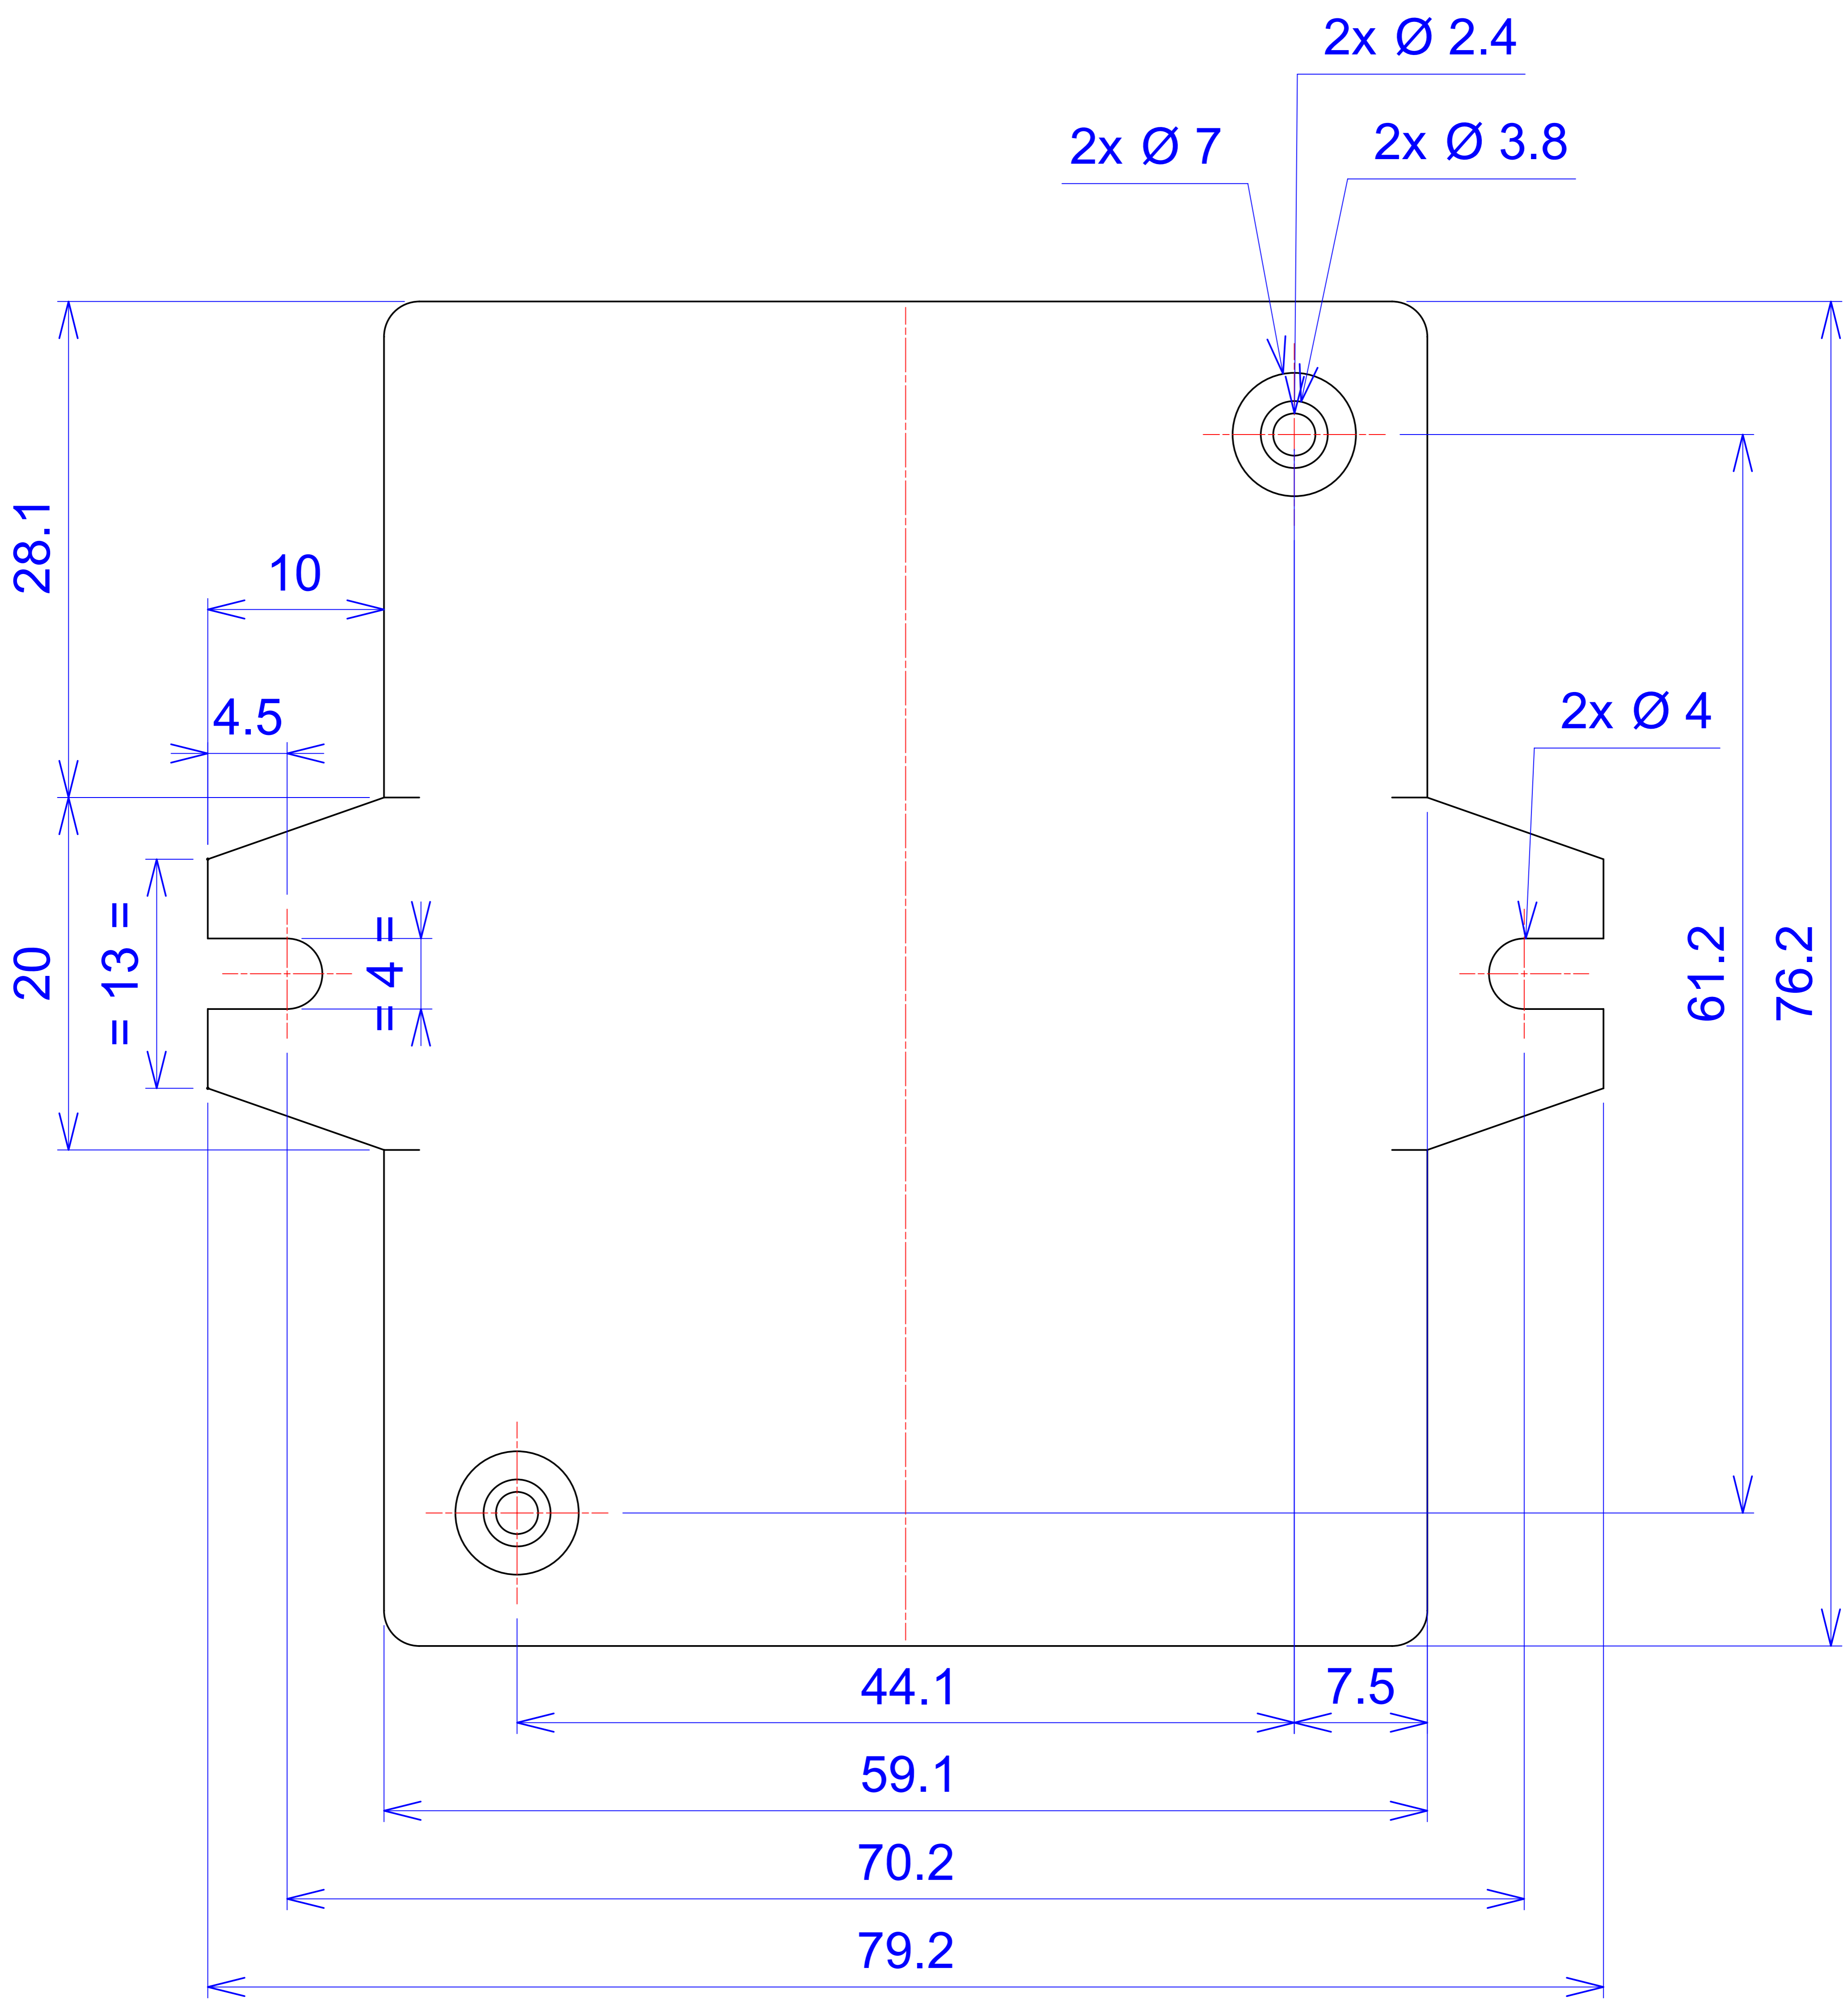 2x Ø 2.4
2x Ø 7
2x Ø 3.8
28.1
10
4.5
2x Ø 4
20
= 13 =
= 4 =
61.2
76.2
44.1
7.5
59.1
70.2
79.2